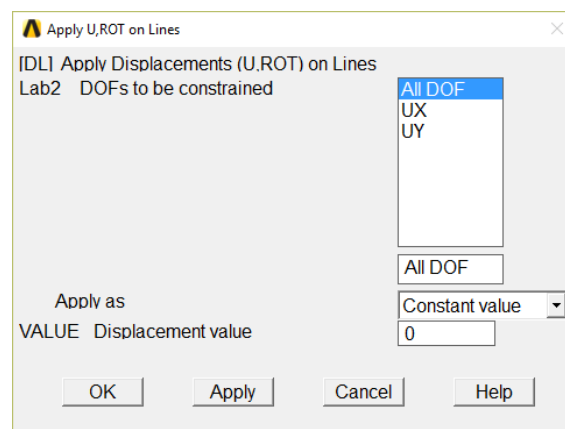 Apply U,ROT on Lines
[DL] Apply Displacements (U,ROT) on Lines
Lab2 DOFs to be constrained
All DOF
UX
UY
All DOF
Apply as Constant value
VALUE Displacement value 0
OK Apply Cancel Help